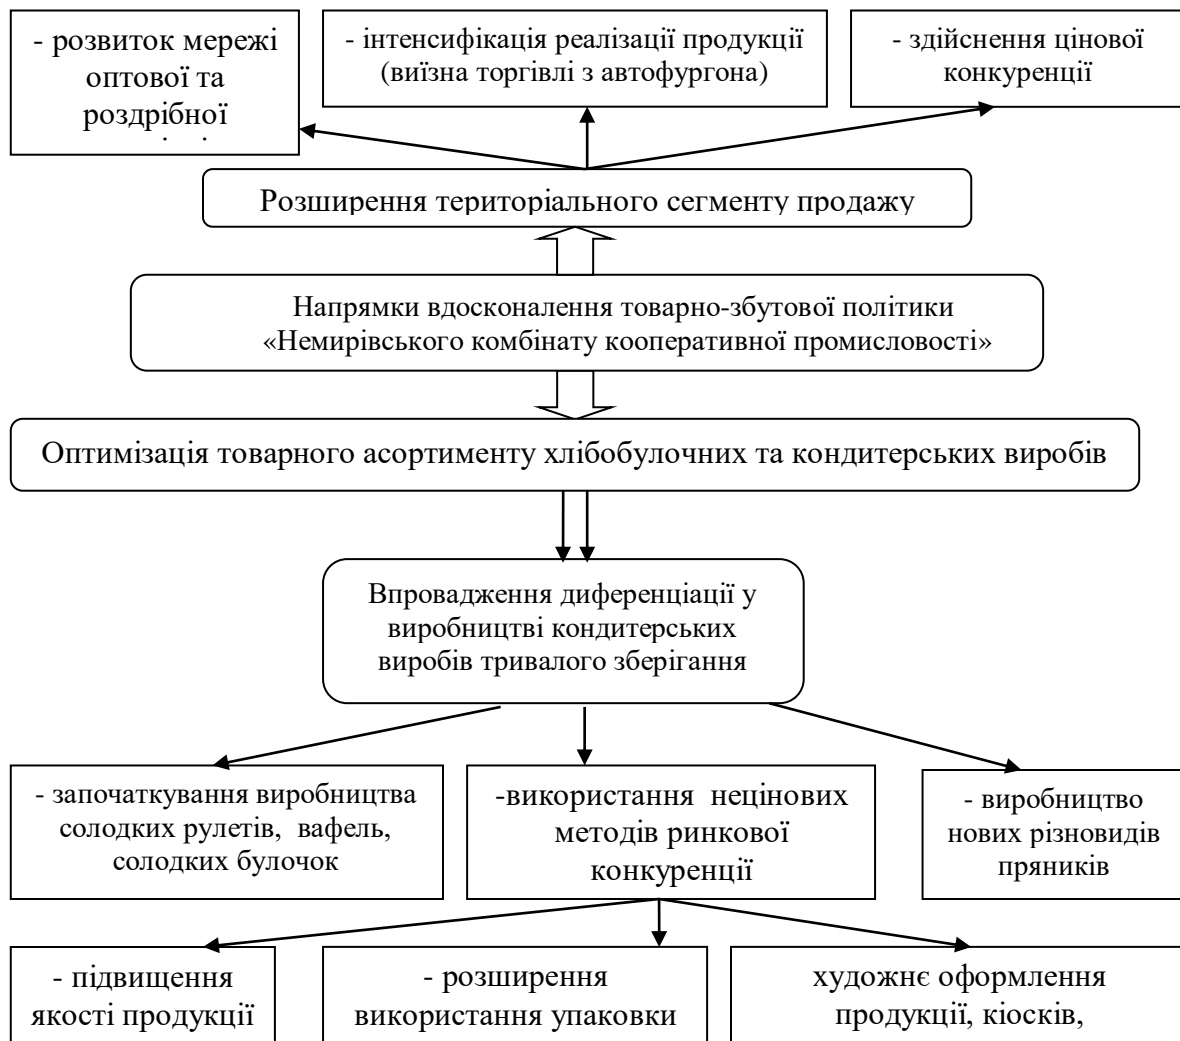 - розвиток мережі
оптової та
роздрібної
- інтенсифікація реалізації продукції
(виїзна торгівлі з автофургона)
- здійснення цінової
конкуренції
Розширення територіального сегменту продажу
Напрямки вдосконалення товарно-збутової політики
«Немирівського комбінату кооперативної промисловості»
Оптимізація товарного асортименту хлібобулочних та кондитерських виробів
Впровадження диференціації у
виробництві кондитерських
виробів тривалого зберігання
- започаткування виробництва
солодких рулетів, вафель,
солодких булочок
-використання нецінових
методів ринкової
конкуренції
- виробництво
нових різновидів
пряників
- підвищення
якості продукції
- розширення
використання упаковки
художнє оформлення
продукції, кіосків,